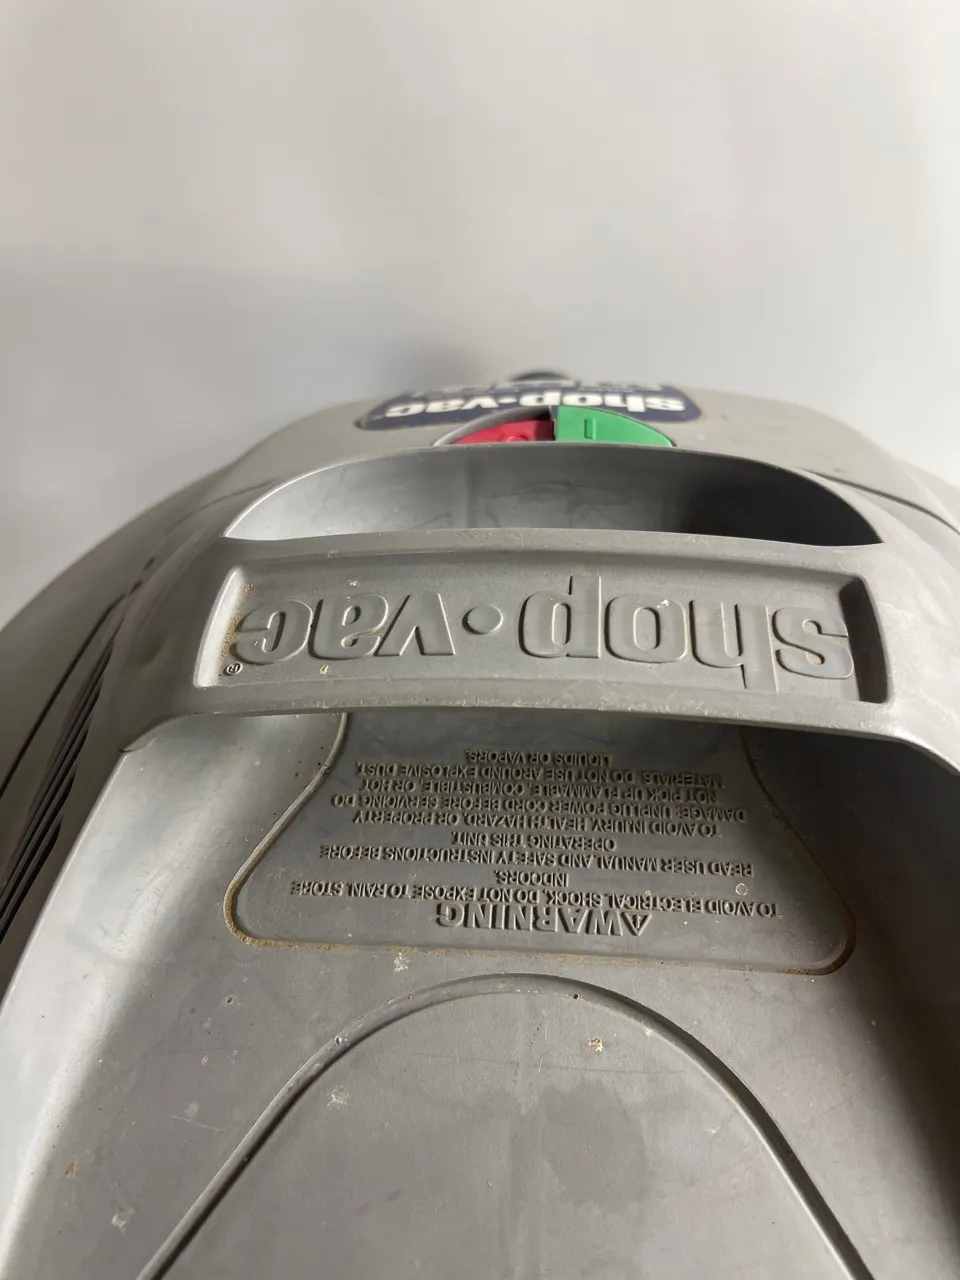 ⚠WARNING
TO AVOID ELECTRICAL SHOCK, DO NOT EXPOSE TO RAIN. STORE
INDOORS.
READ USER MANUAL AND SAFETY INSTRUCTIONS BEFORE
OPERATING THIS UNIT.
TO AVOID INJURY, HEALTH HAZARD, OR PROPERTY
DAMAGE: UNPLUG POWER CORD BEFORE SERVICING. DO
NOT PICK UP FLAMMABLE, COMBUSTIBLE, OR HOT
MATERIALS. DO NOT USE AROUND EXPLOSIVE DUST,
LIQUIDS OR VAPORS.
shop·vac®
shop·vac